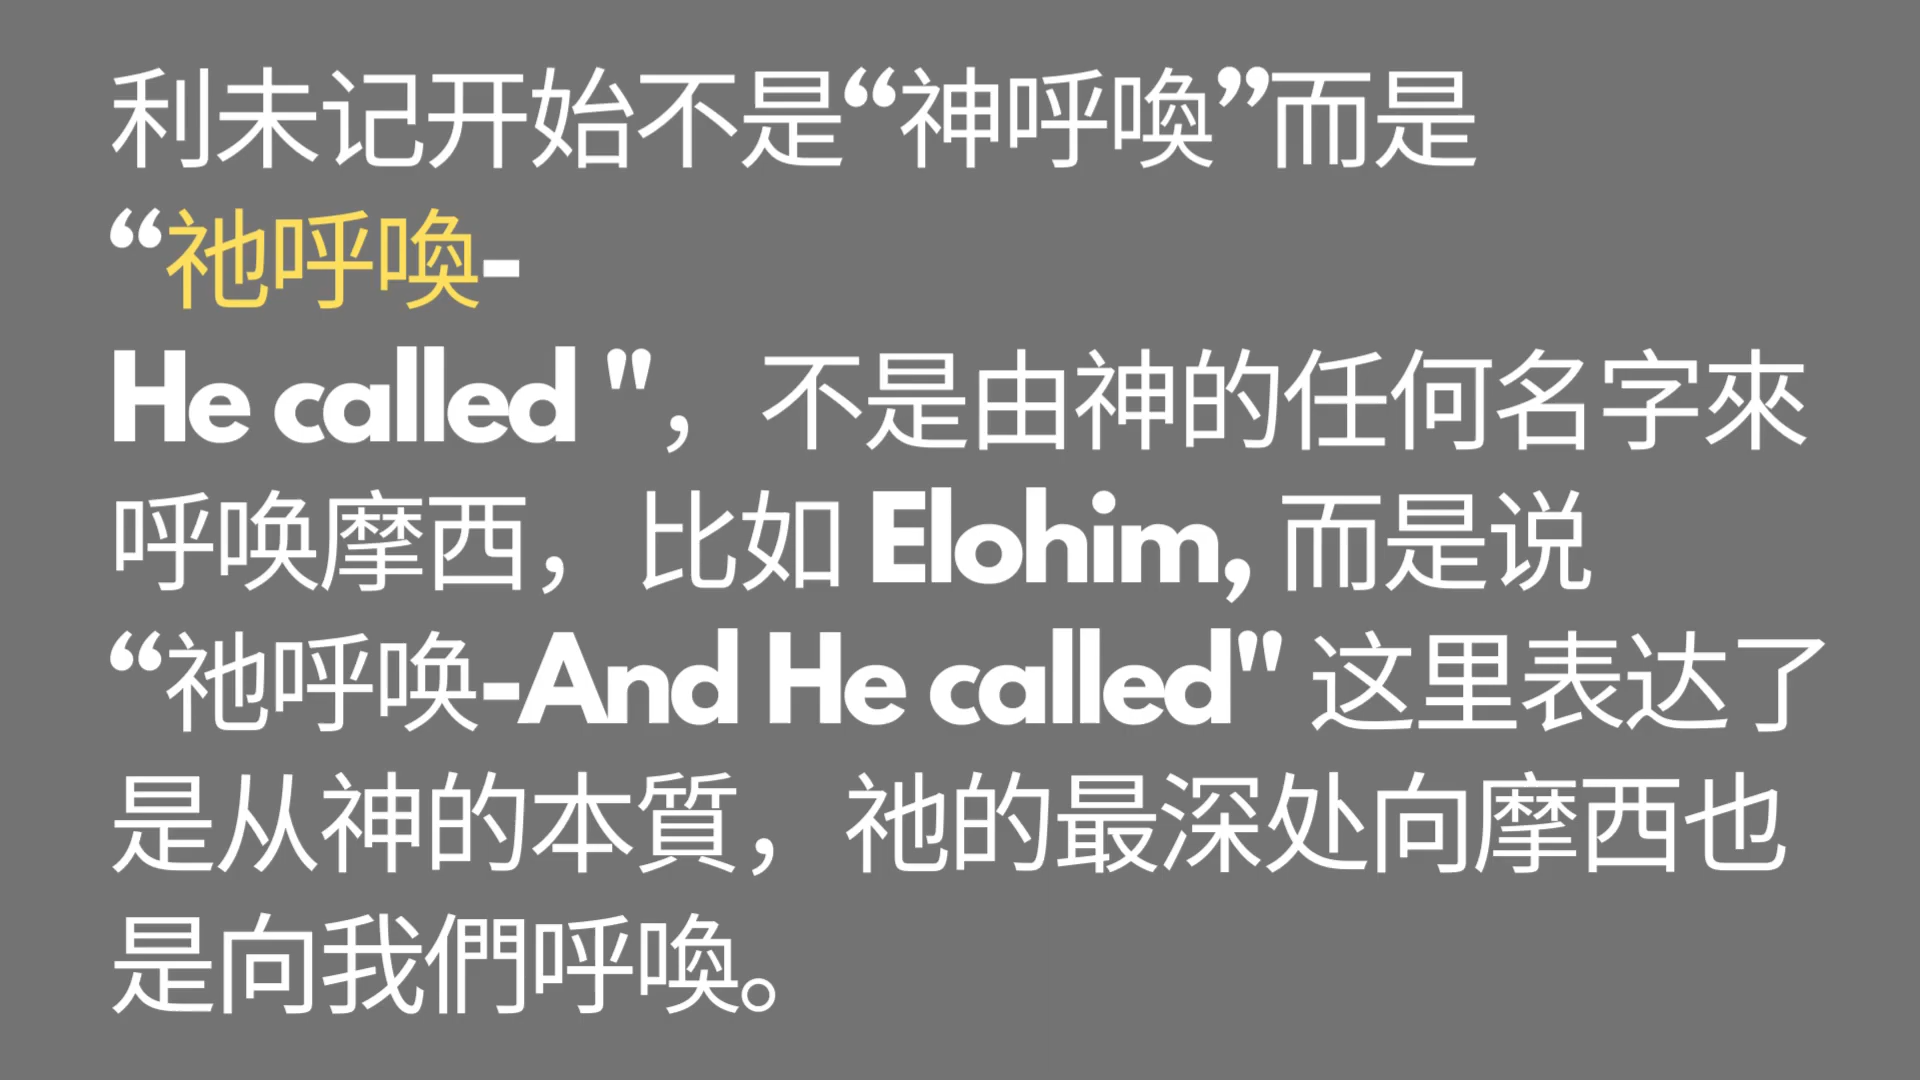 利未记开始不是“神呼喚”而是
“祂呼喚-
He called "，不是由神的任何名字來
呼唤摩西，比如 Elohim, 而是说
“祂呼唤-And He called" 这里表达了
是从神的本質，祂的最深处向摩西也
是向我們呼喚。